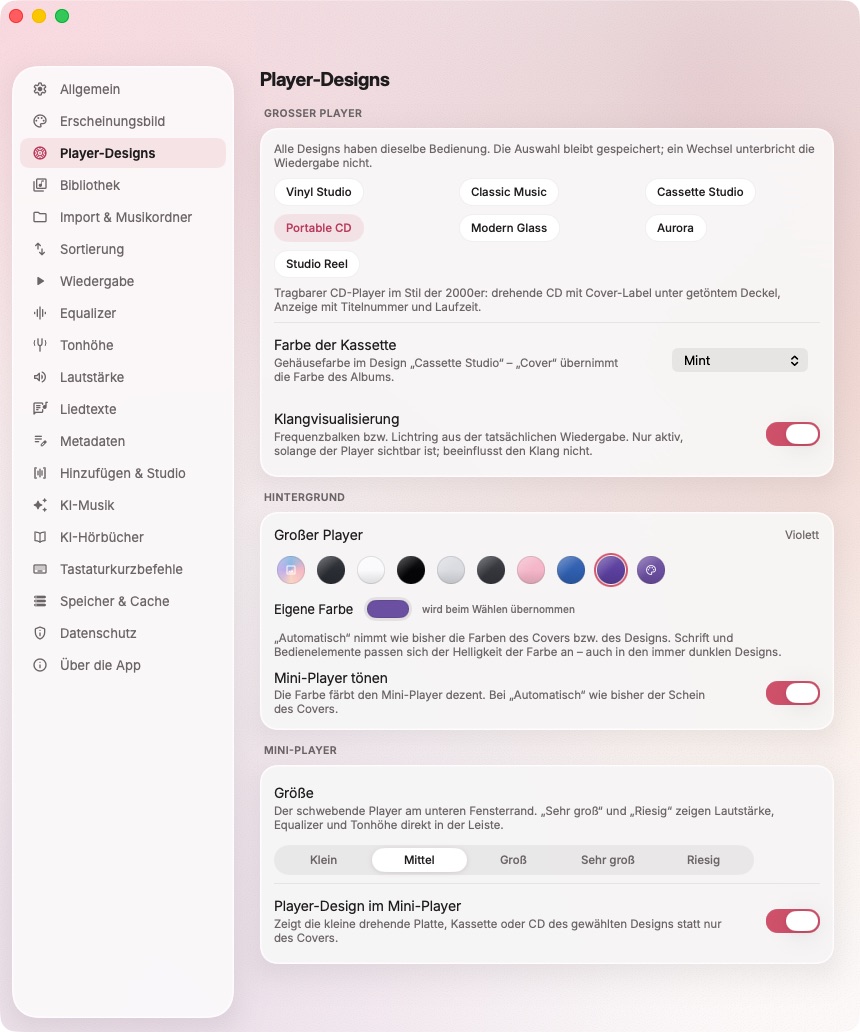 Allgemein
Erscheinungsbild
Player-Designs
Bibliothek
Import & Musikordner
Sortierung
Wiedergabe
Equalizer
Tonhöhe
Lautstärke
Liedtexte
Metadaten
Hinzufügen & Studio
KI-Musik
KI-Hörbücher
Tastaturkurzbefehle
Speicher & Cache
Datenschutz
Über die App
Player-Designs
GROSSER PLAYER
Alle Designs haben dieselbe Bedienung. Die Auswahl bleibt gespeichert; ein Wechsel unterbricht die
Wiedergabe nicht.
Vinyl Studio
Classic Music
Cassette Studio
Portable CD
Modern Glass
Aurora
Studio Reel
Tragbarer CD-Player im Stil der 2000er: drehende CD mit Cover-Label unter getöntem Deckel,
Anzeige mit Titelnummer und Laufzeit.
Farbe der Kassette
Gehäusefarbe im Design „Cassette Studio“ – „Cover“ übernimmt
die Farbe des Albums.
Mint
Klangvisualisierung
Frequenzbalken bzw. Lichtring aus der tatsächlichen Wiedergabe. Nur aktiv,
solange der Player sichtbar ist; beeinflusst den Klang nicht.
HINTERGRUND
Großer Player
Violett
Eigene Farbe
wird beim Wählen übernommen
„Automatisch“ nimmt wie bisher die Farben des Covers bzw. des Designs. Schrift und
Bedienelemente passen sich der Helligkeit der Farbe an – auch in den immer dunklen Designs.
Mini-Player tönen
Die Farbe färbt den Mini-Player dezent. Bei „Automatisch“ wie bisher der Schein
des Covers.
MINI-PLAYER
Größe
Der schwebende Player am unteren Fensterrand. „Sehr groß“ und „Riesig“ zeigen Lautstärke,
Equalizer und Tonhöhe direkt in der Leiste.
Klein
Mittel
Groß
Sehr groß
Riesig
Player-Design im Mini-Player
Zeigt die kleine drehende Platte, Kassette oder CD des gewählten Designs statt nur
des Covers.